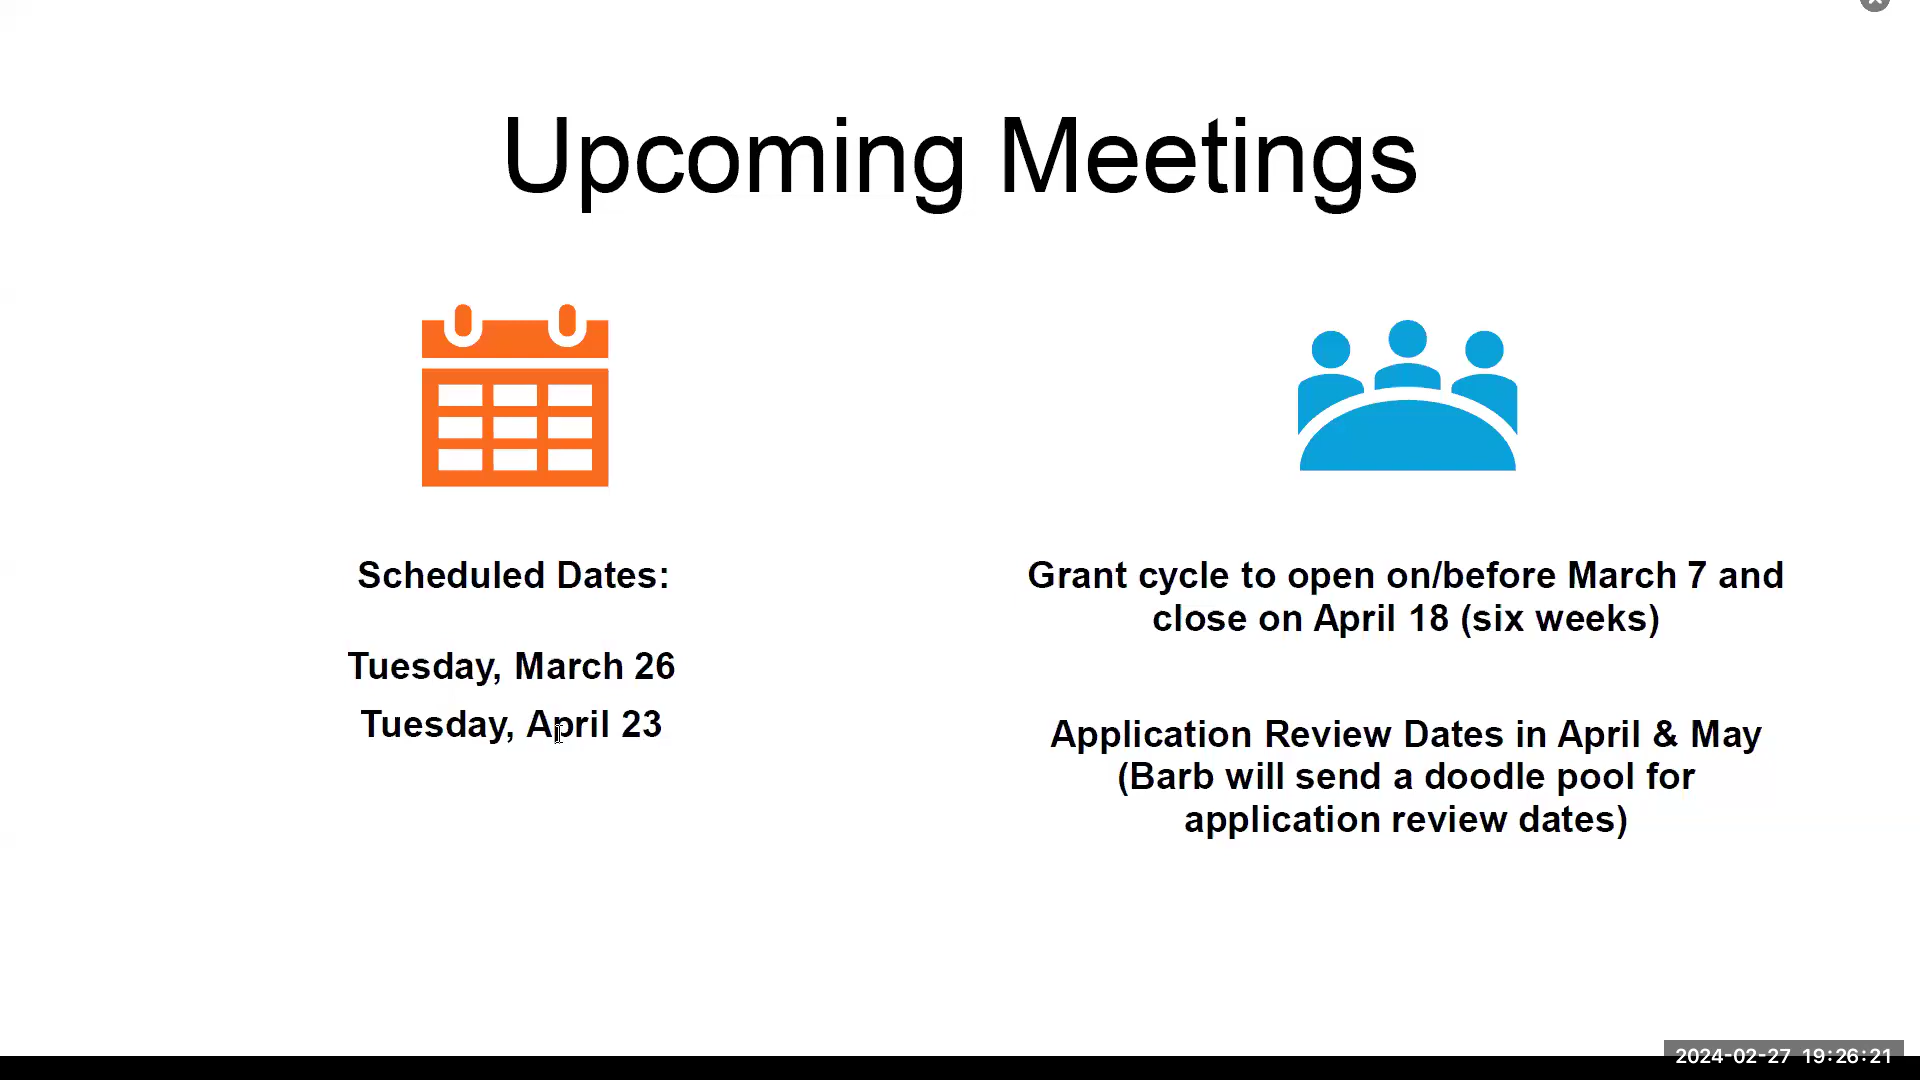 Upcoming Meetings
Scheduled Dates:
Tuesday, March 26
Tuesday, April 23
Grant cycle to open on/before March 7 and
close on April 18 (six weeks)
Application Review Dates in April & May
(Barb will send a doodle pool for
application review dates)
2024-02-27 19:26:21